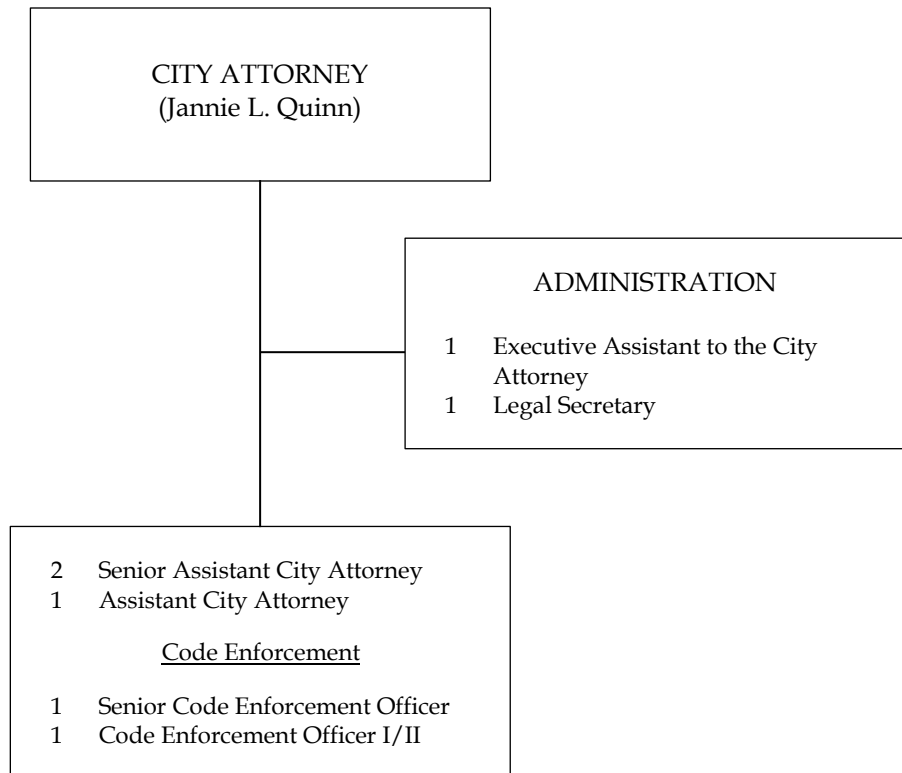 CITY ATTORNEY
(Jannie L. Quinn)
ADMINISTRATION
1 Executive Assistant to the City
Attorney
1 Legal Secretary
2 Senior Assistant City Attorney
1 Assistant City Attorney
Code Enforcement
1 Senior Code Enforcement Officer
1 Code Enforcement Officer I/II